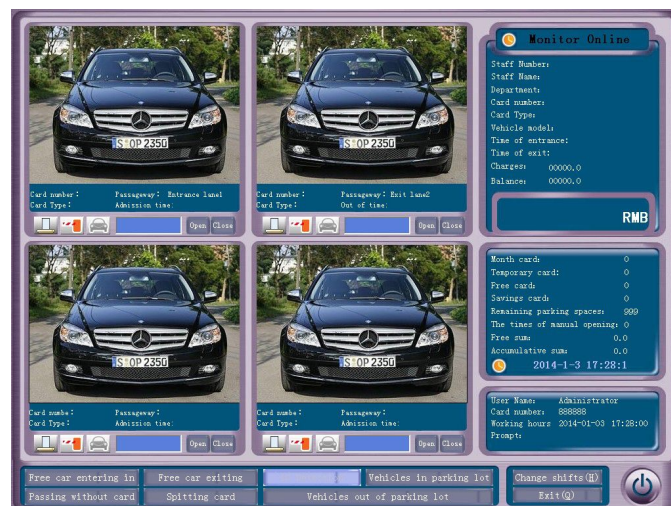 S OP 2350
Card number: Passageway: Entrance lane1
Card Type: Admission time:
Open Close
S OP 2350
Card number: Passageway: Exit lane2
Card Type: Out of time:
Open Close
S OP 2350
Card numbe: Passageway:
Card Type: Admission time:
Open Close
S OP 2350
Card numbe: Passageway:
Card Type: Admission time:
Open Close
Monitor Online
Staff Number:
Staff Name:
Department:
Card number:
Card Type:
Vehicle model:
Time of entrance:
Time of exit:
Charges: 00000.0
Balance: 00000.0
RMB
Month card: 0
Temporary card: 0
Free card: 0
Savings card: 0
Remaining parking spaces: 999
The times of manual opening: 0
Free sum: 0.0
Accumulative sum: 0.0
2014-1-3 17:28:1
User Name: Administrator
Card number: 888888
Working hours 2014-01-03 17:28:00
Prompt:
Free car entering in Free car exiting Vehicles in parking lot Change shifts(H)
Passing without card Spitting card Vehicles out of parking lot Exit(Q)